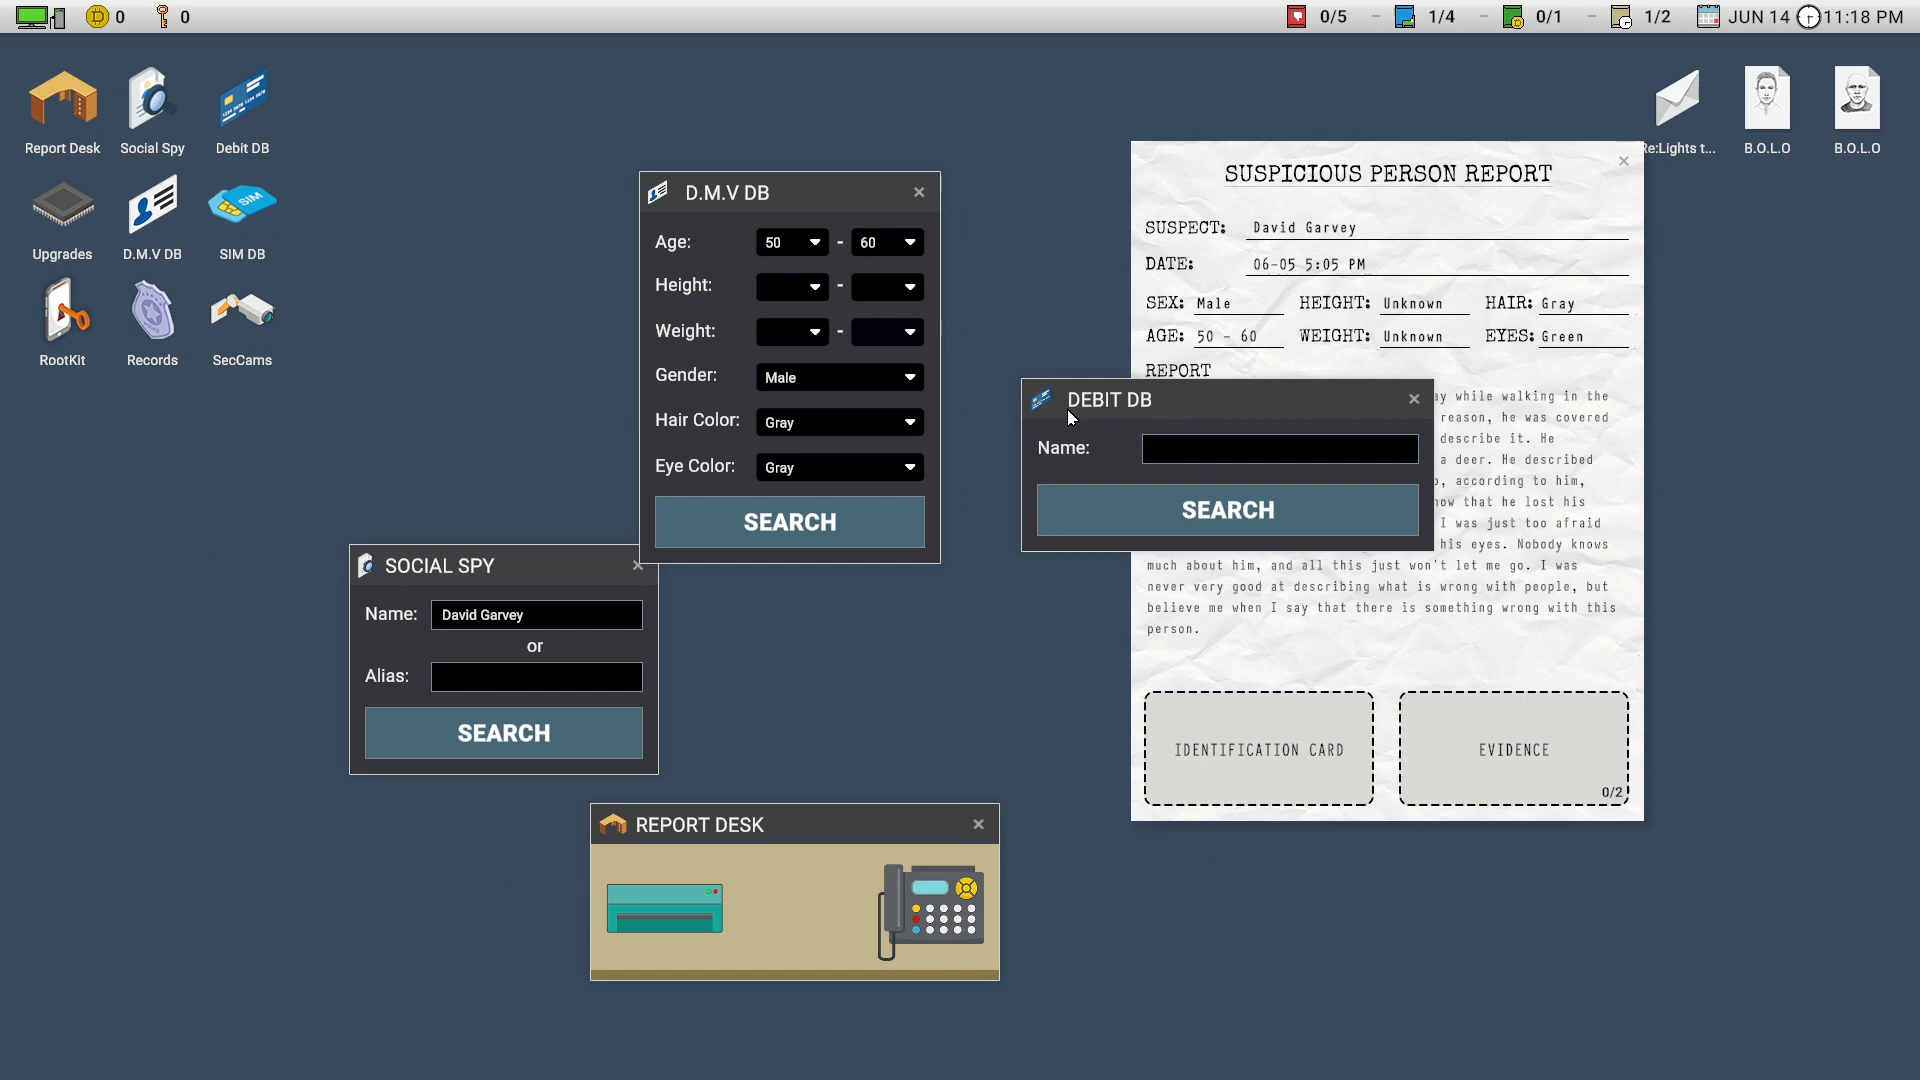 0
0
0/5
1/4
0/1
1/2
JUN 14
11:18 PM
Report Desk
Social Spy
Debit DB
Upgrades
D.M.V DB
SIM DB
RootKit
Records
SecCams
Re:Lights t...
B.O.L.O
B.O.L.O
D.M.V DB
Age:
50
-
60
Height:
-
Weight:
-
Gender:
Male
Hair Color:
Gray
Eye Color:
Gray
SEARCH
SOCIAL SPY
Name:
David Garvey
or
Alias:
SEARCH
REPORT DESK
DEBIT DB
Name:
SEARCH
SUSPICIOUS PERSON REPORT
SUSPECT: David Garvey
DATE: 06-05 5:05 PM
SEX: Male HEIGHT: Unknown HAIR: Gray
AGE: 50 - 60 WEIGHT: Unknown EYES: Green
REPORT
while walking in the
reason, he was covered
describe it. He
a deer. He described
according to him,
that he lost his
I was just too afraid
his eyes. Nobody knows
much about him, and all this just won't let me go. I was
never very good at describing what is wrong with people, but
believe me when I say that there is something wrong with this
person.
IDENTIFICATION CARD
EVIDENCE
0/2